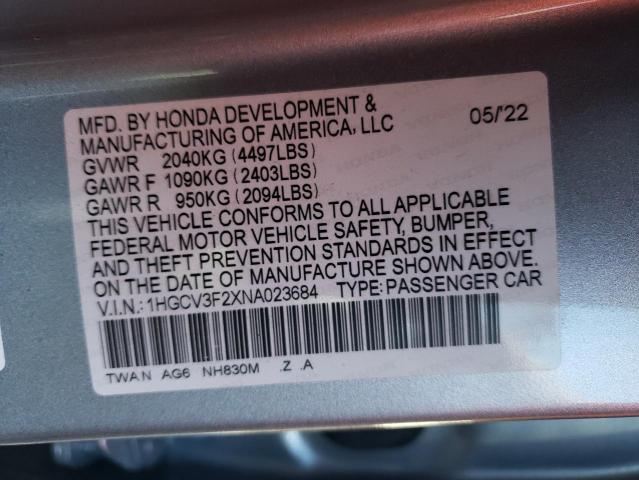 MFD. BY HONDA DEVELOPMENT &
MANUFACTURING OF AMERICA, LLC 05/'22
GVWR 2040KG (4497LBS)
GAWR F 1090KG (2403LBS)
GAWR R 950KG (2094LBS)
THIS VEHICLE CONFORMS TO ALL APPLICABLE
FEDERAL MOTOR VEHICLE SAFETY, BUMPER,
AND THEFT PREVENTION STANDARDS IN EFFECT
ON THE DATE OF MANUFACTURE SHOWN ABOVE.
V.I.N.: 1HGCV3F2XNA023684 TYPE: PASSENGER CAR
TWAN AG6 NH830M .Z .A